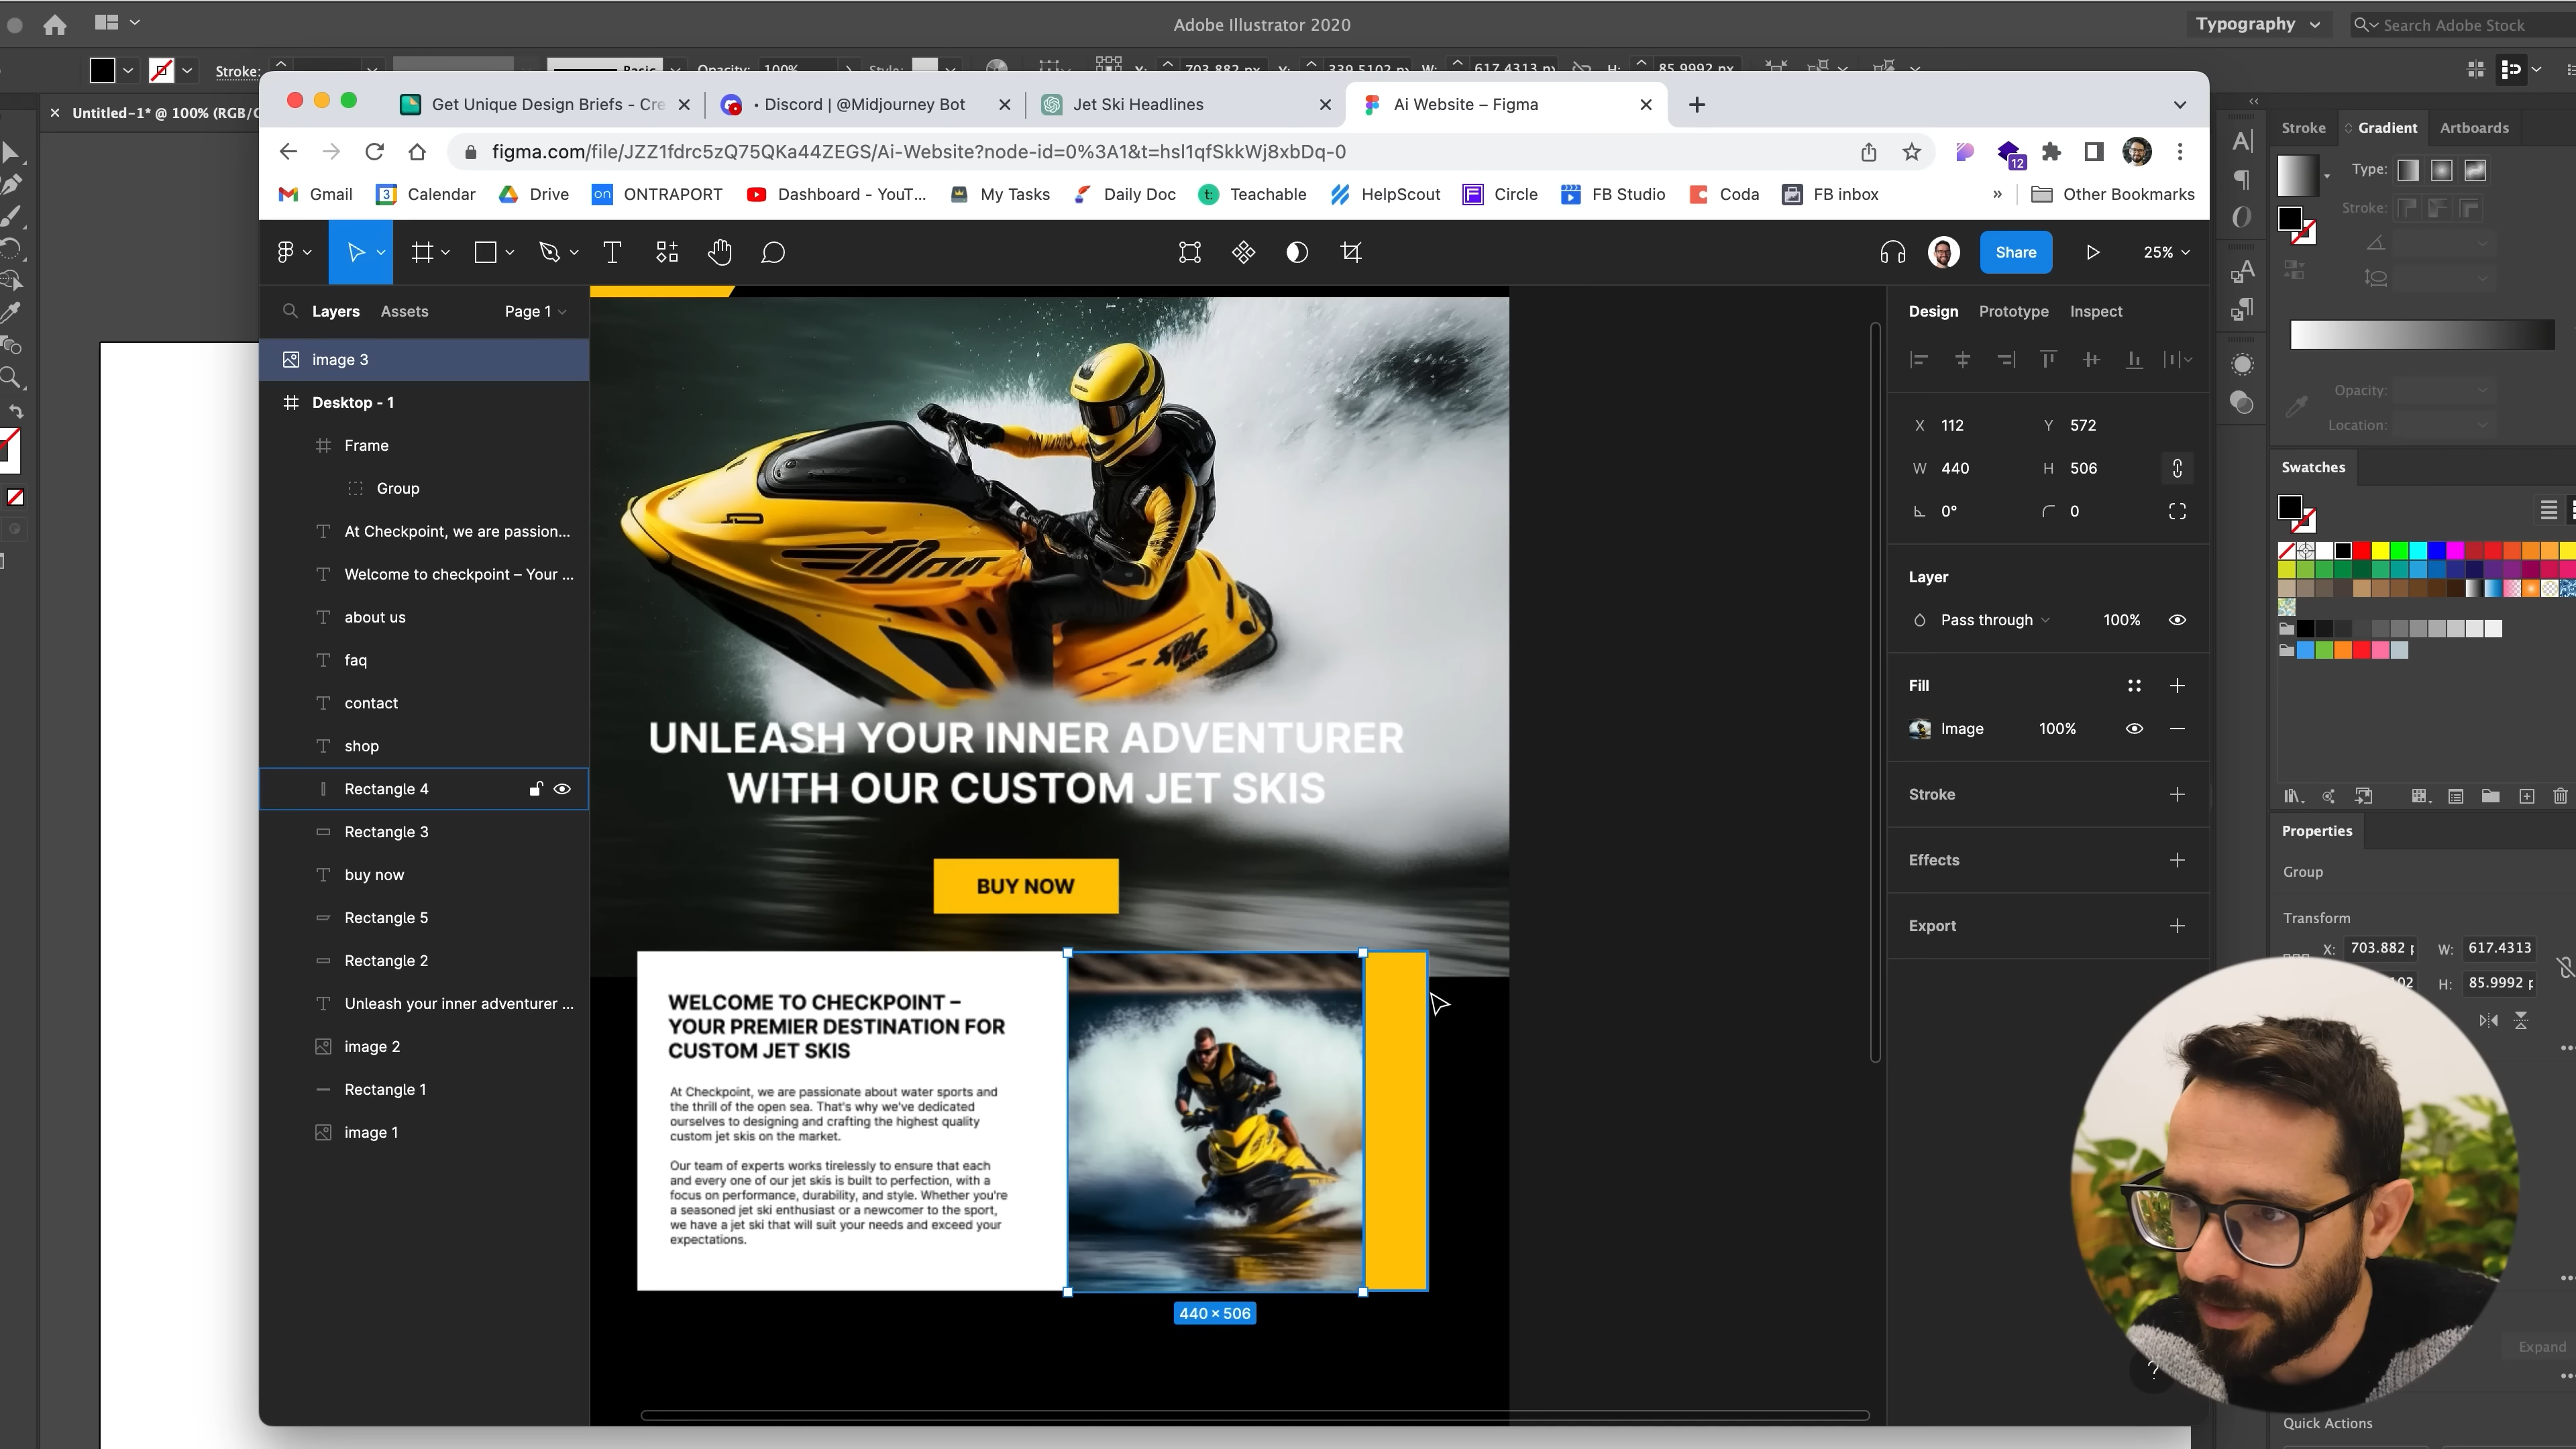 Adobe Illustrator 2020
Typography
Search Adobe Stock
Stroke:
Basic
Opacity: 100%
Style:
X: 703.882 px
Y: 339.5102
W: 617.4313
H: 85.9992 px
Untitled-1* @ 100% (RGB/
Get Unique Design Briefs - Cre
• Discord | @Midjourney Bot
Jet Ski Headlines
Ai Website – Figma
figma.com/file/JZZ1fdrc5zQ75QKa44ZEGS/Ai-Website?node-id=0%3A1&t=hsl1qfSkkWj8xbDq-0
12
Gmail
3 Calendar
Drive
on ONTRAPORT
Dashboard - YouT...
My Tasks
Daily Doc
t: Teachable
HelpScout
Circle
FB Studio
Coda
FB inbox
»
Other Bookmarks
Share
25%
Layers
Assets
Page 1
image 3
Desktop - 1
Frame
Group
At Checkpoint, we are passion...
Welcome to checkpoint – Your ...
about us
faq
contact
shop
Rectangle 4
Rectangle 3
buy now
Rectangle 5
Rectangle 2
Unleash your inner adventurer ...
image 2
Rectangle 1
image 1
UNLEASH YOUR INNER ADVENTURER
WITH OUR CUSTOM JET SKIS
BUY NOW
WELCOME TO CHECKPOINT –
YOUR PREMIER DESTINATION FOR
CUSTOM JET SKIS
At Checkpoint, we are passionate about water sports and
the thrill of the open sea. That's why we've dedicated
ourselves to designing and crafting the highest quality
custom jet skis on the market.
Our team of experts works tirelessly to ensure that each
and every one of our jet skis is built to perfection, with a
focus on performance, durability, and style. Whether you're
a seasoned jet ski enthusiast or a newcomer to the sport,
we have a jet ski that will suit your needs and exceed your
expectations.
440 × 506
Design
Prototype
Inspect
X 112
Y 572
W 440
H 506
0°
0
Layer
Pass through
100%
Fill
Image
100%
Stroke
Effects
Export
?
Stroke
Gradient
Artboards
Type:
Stroke:
Opacity:
Location:
Swatches
Properties
Group
Transform
X: 703.882 p
W: 617.4313
H: 85.9992 p
Expand
Quick Actions